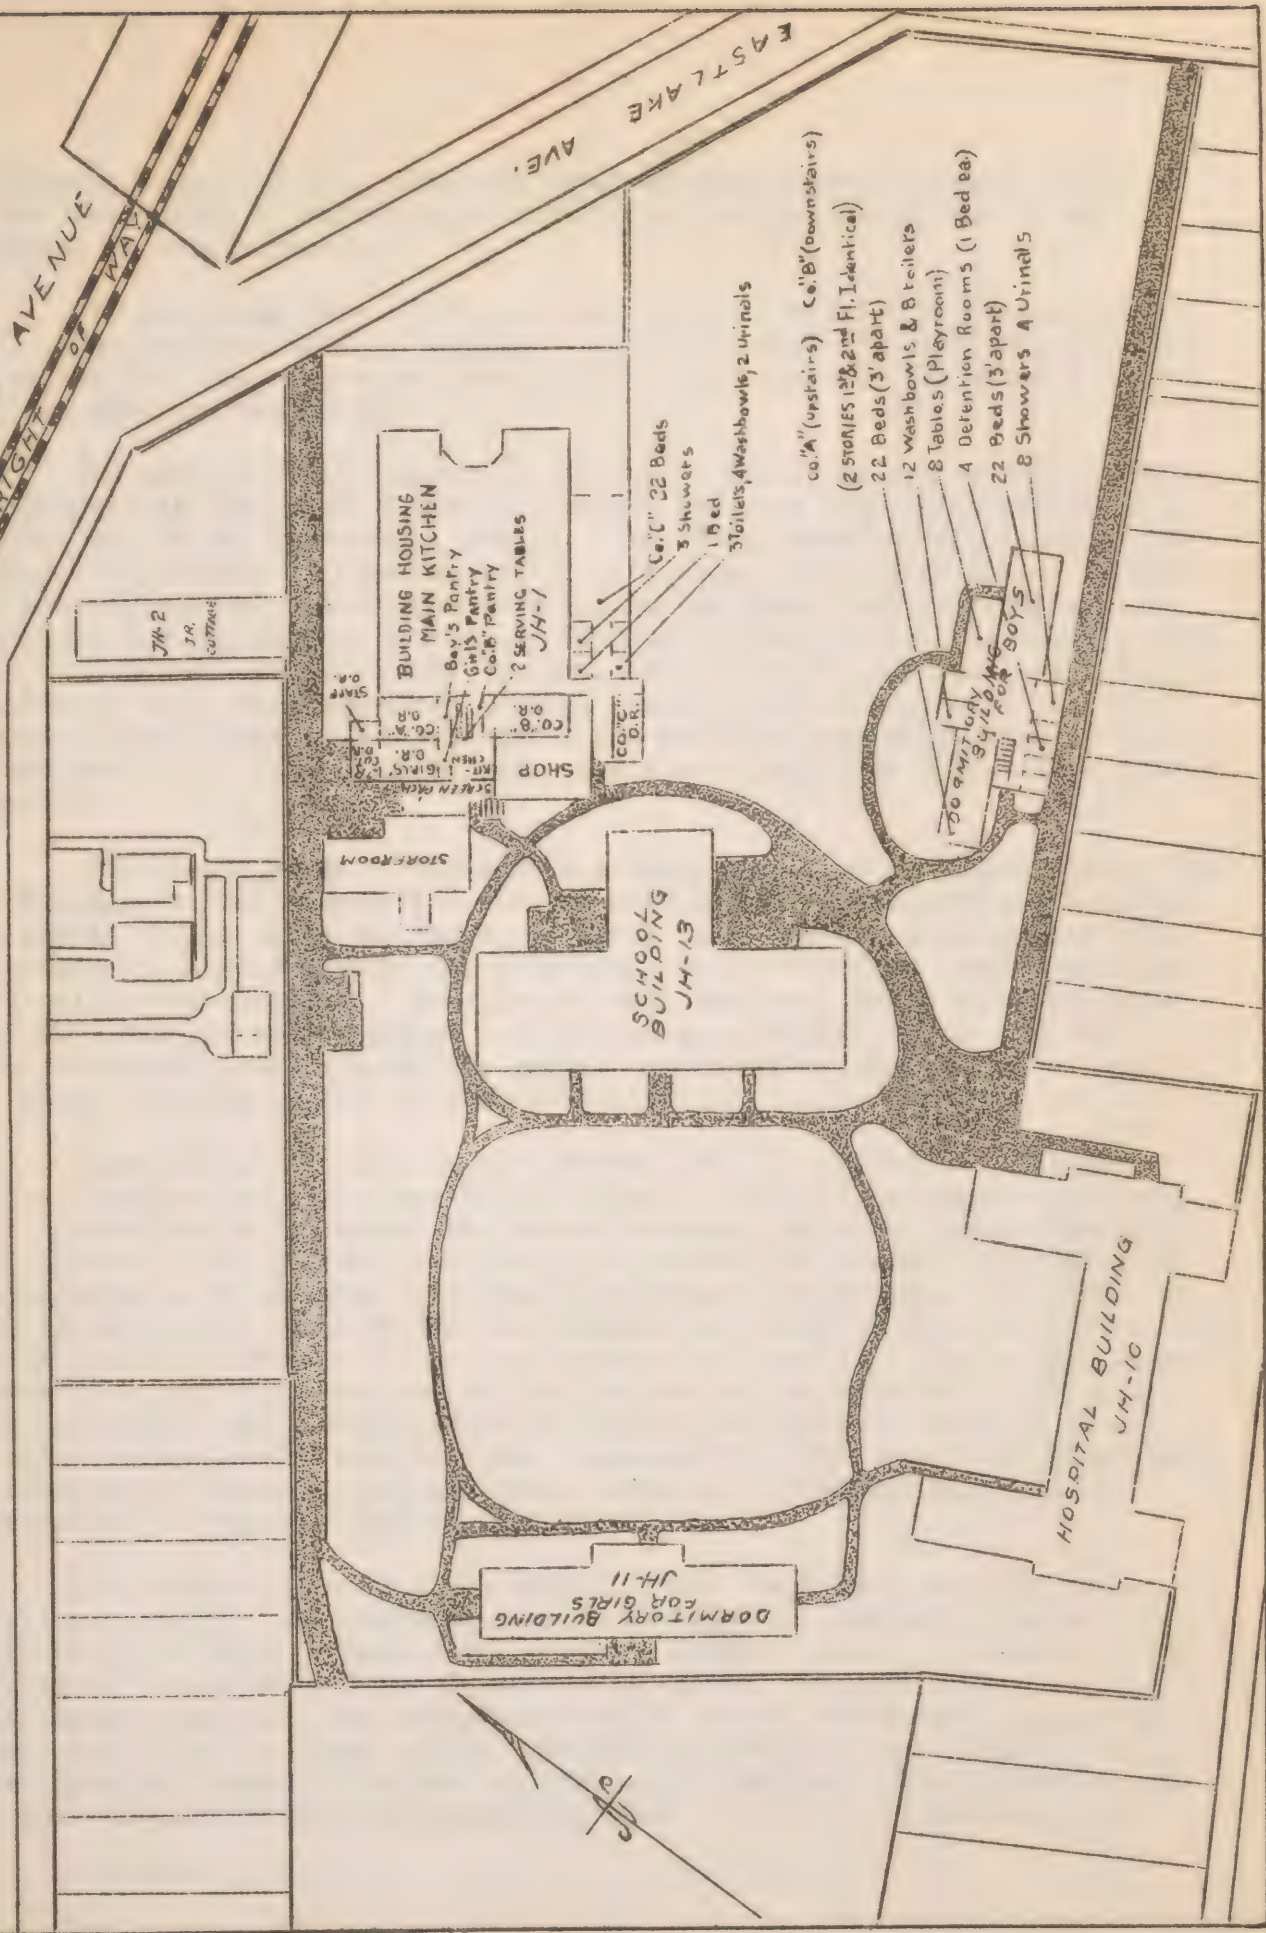 AVENUE
RIGHT OF WAY
EASTLAKE AVE.
JH-2
JR.
COTTAGE
BUILDING HOUSING
MAIN KITCHEN
Boy's Pantry
Girls Pantry
Co."B" Pantry
2 SERVING TABLES
JH-1
STAFF
D.R.
CO. "A"
D.R.
GIRLS'
D.R.
KIT-
CHEN
SCREEN PRCH
CO. "B"
D.R.
SHOP
CO. "C"
D.R.
STOREROOM
Co."C" 22 Beds
3 Showers
1 Bed
3 Toilets, 4 Washbowls, 2 Urinals
Co."A" (upstairs) Co."B" (Downstairs)
(2 STORIES 1st & 2nd Fl. Identical)
22 Beds (3' apart)
12 Washbowls & 8 toilers
8 Tables (Playroom)
4 Detention Rooms (1 Bed ea.)
22 Beds (3' apart)
8 Showers 4 Urinals
DORMITORY
BUILDING
FOR BOYS
SCHOOL
BUILDING
JH-13
HOSPITAL BUILDING
JH-10
DORMITORY BUILDING
FOR GIRLS
JH-11